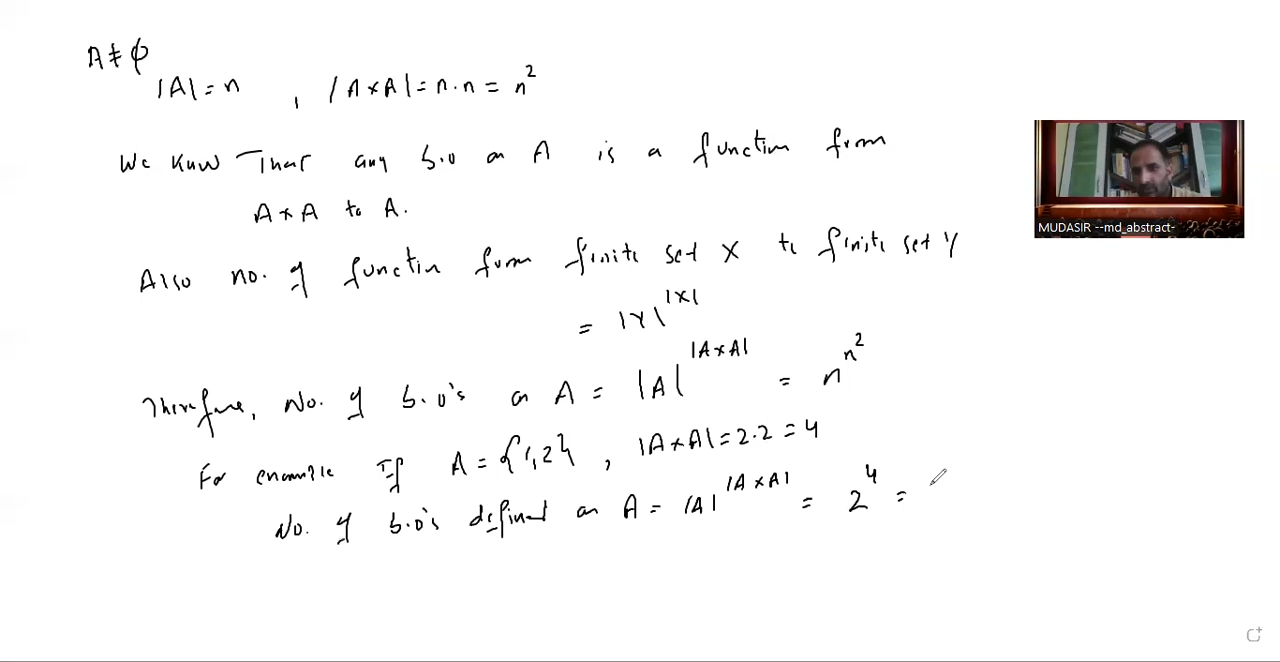 A ≠ ϕ
|A| = n , |A×A| = n·n = n²
We know that any b.o on A is a function from
A×A to A.
Also no. of function from finite set X to finite set Y
= |Y|^|X|
Therefore, No. of b.o's on A = |A|^|A×A| = n^n²
For example If A = {1,2}, |A×A| = 2·2 = 4
No. of b.o's defined on A = |A|^|A×A| = 2⁴ =
MUDASIR --md_abstract-